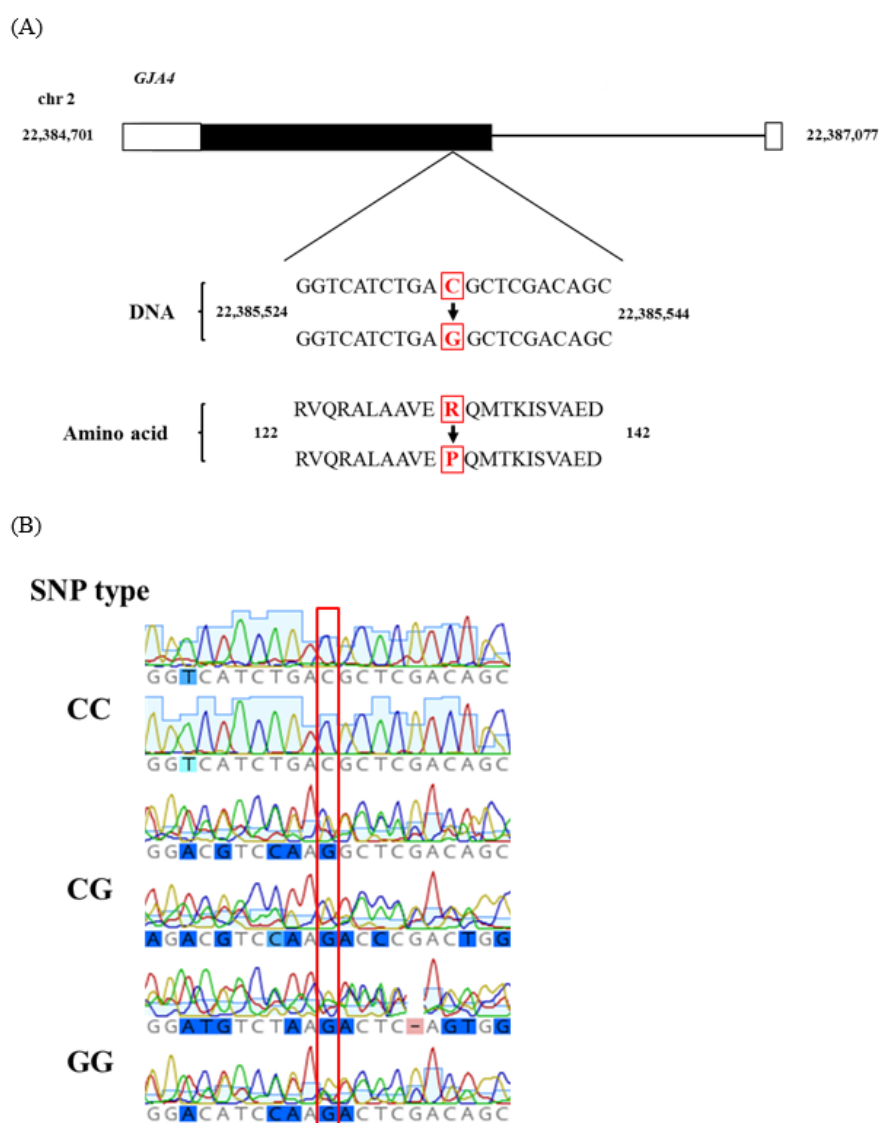 (A)
GJA4
chr 2
22,384,701
22,387,077
GGTCATCTGA C GCTCGACAGC
DNA
22,385,524
22,385,544
GGTCATCTGA G GCTCGACAGC
RVQRALAAVE R QMTKISVAED
Amino acid
122
142
RVQRALAAVE P QMTKISVAED
(B)
SNP type
GGTCATCTGACGCTCGACAGC
CC
GGTCATCTGACGCTCGACAGC
GGACGTCCAAGGCTCGACAGC
CG
AGACGTCCAAGACCCGACTGG
GGATGTCTAAGACTC-AGTGG
GG
GGACATCCAAGACTCGACAGC